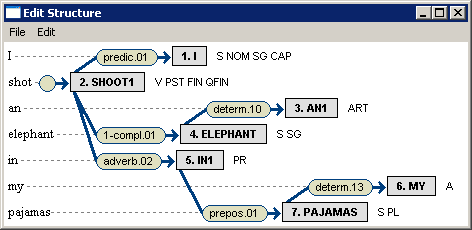 Edit Structure
File Edit
I predic.01 1. I S NOM SG CAP
shot 2. SHOOT1 V PST FIN QFIN
an determ.10 3. AN1 ART
elephant 1-compl.01 4. ELEPHANT S SG
in adverb.02 5. IN1 PR
my determ.13 6. MY A
pajamas prepos.01 7. PAJAMAS S PL